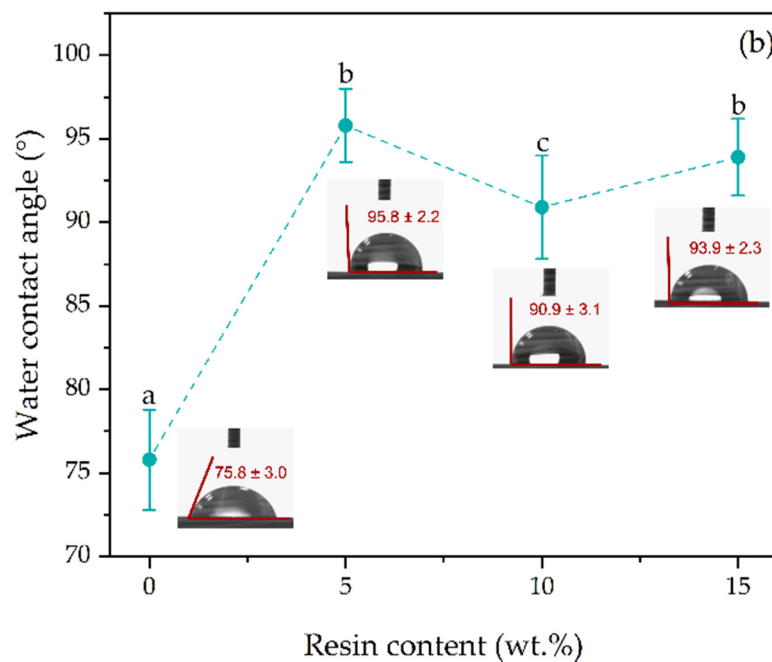 (b)
100
95
90
85
80
75
70
Water contact angle (°)
a
b
c
b
75.8 ± 3.0
95.8 ± 2.2
90.9 ± 3.1
93.9 ± 2.3
0
5
10
15
Resin content (wt.%)